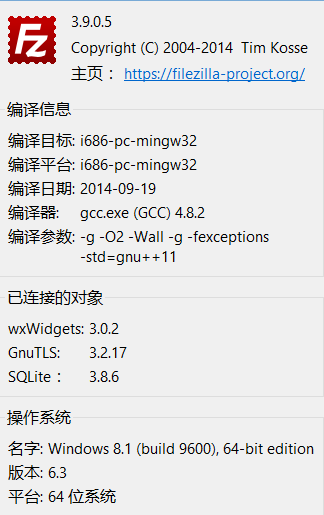 FZ
3.9.0.5
Copyright (C) 2004-2014  Tim Kosse
主页： https://filezilla-project.org/
编译信息
编译目标: i686-pc-mingw32
编译平台: i686-pc-mingw32
编译日期: 2014-09-19
编译器: gcc.exe (GCC) 4.8.2
编译参数: -g -O2 -Wall -g -fexceptions
-std=gnu++11
已连接的对象
wxWidgets: 3.0.2
GnuTLS: 3.2.17
SQLite： 3.8.6
操作系统
名字: Windows 8.1 (build 9600), 64-bit edition
版本: 6.3
平台: 64 位系统